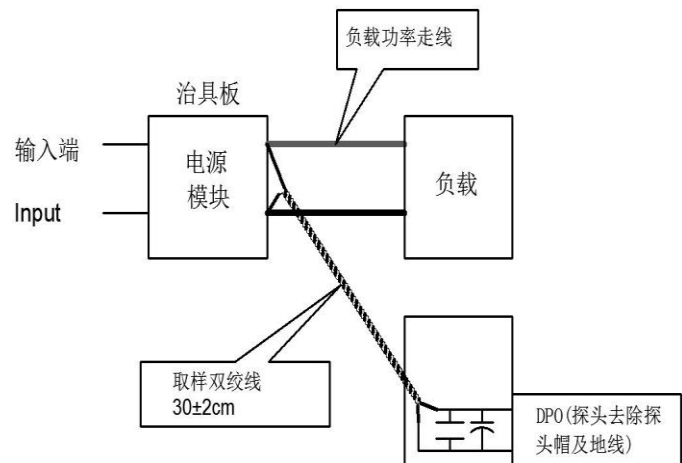 负载功率走线
治具板
输入端
Input
电源
模块
负载
取样双绞线
30±2cm
DPO(探头去除探
头帽及地线)